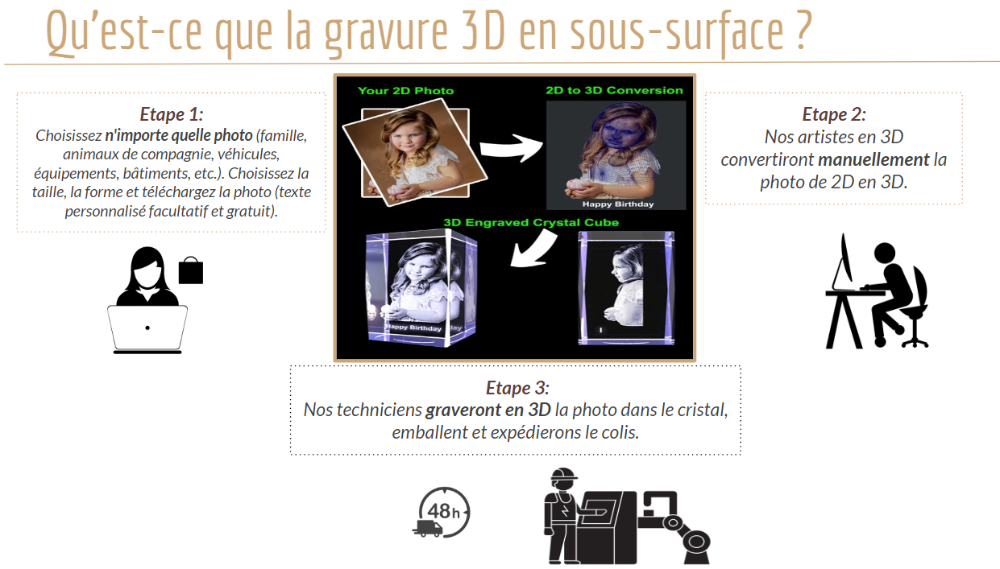 Qu'est-ce que la gravure 3D en sous-surface ?
Etape 1:
Choisissez n'importe quelle photo (famille,
animaux de compagnie, véhicules,
équipements, bâtiments, etc.). Choisissez la
taille, la forme et téléchargez la photo (texte
personnalisé facultatif et gratuit).
Your 2D Photo
2D to 3D Conversion
Happy Birthday
3D Engraved Crystal Cube
Happy Birthday
day
Etape 2:
Nos artistes en 3D
convertiront manuellement la
photo de 2D en 3D.
Etape 3:
Nos techniciens graveront en 3D la photo dans le cristal,
emballent et expédierons le colis.
48h